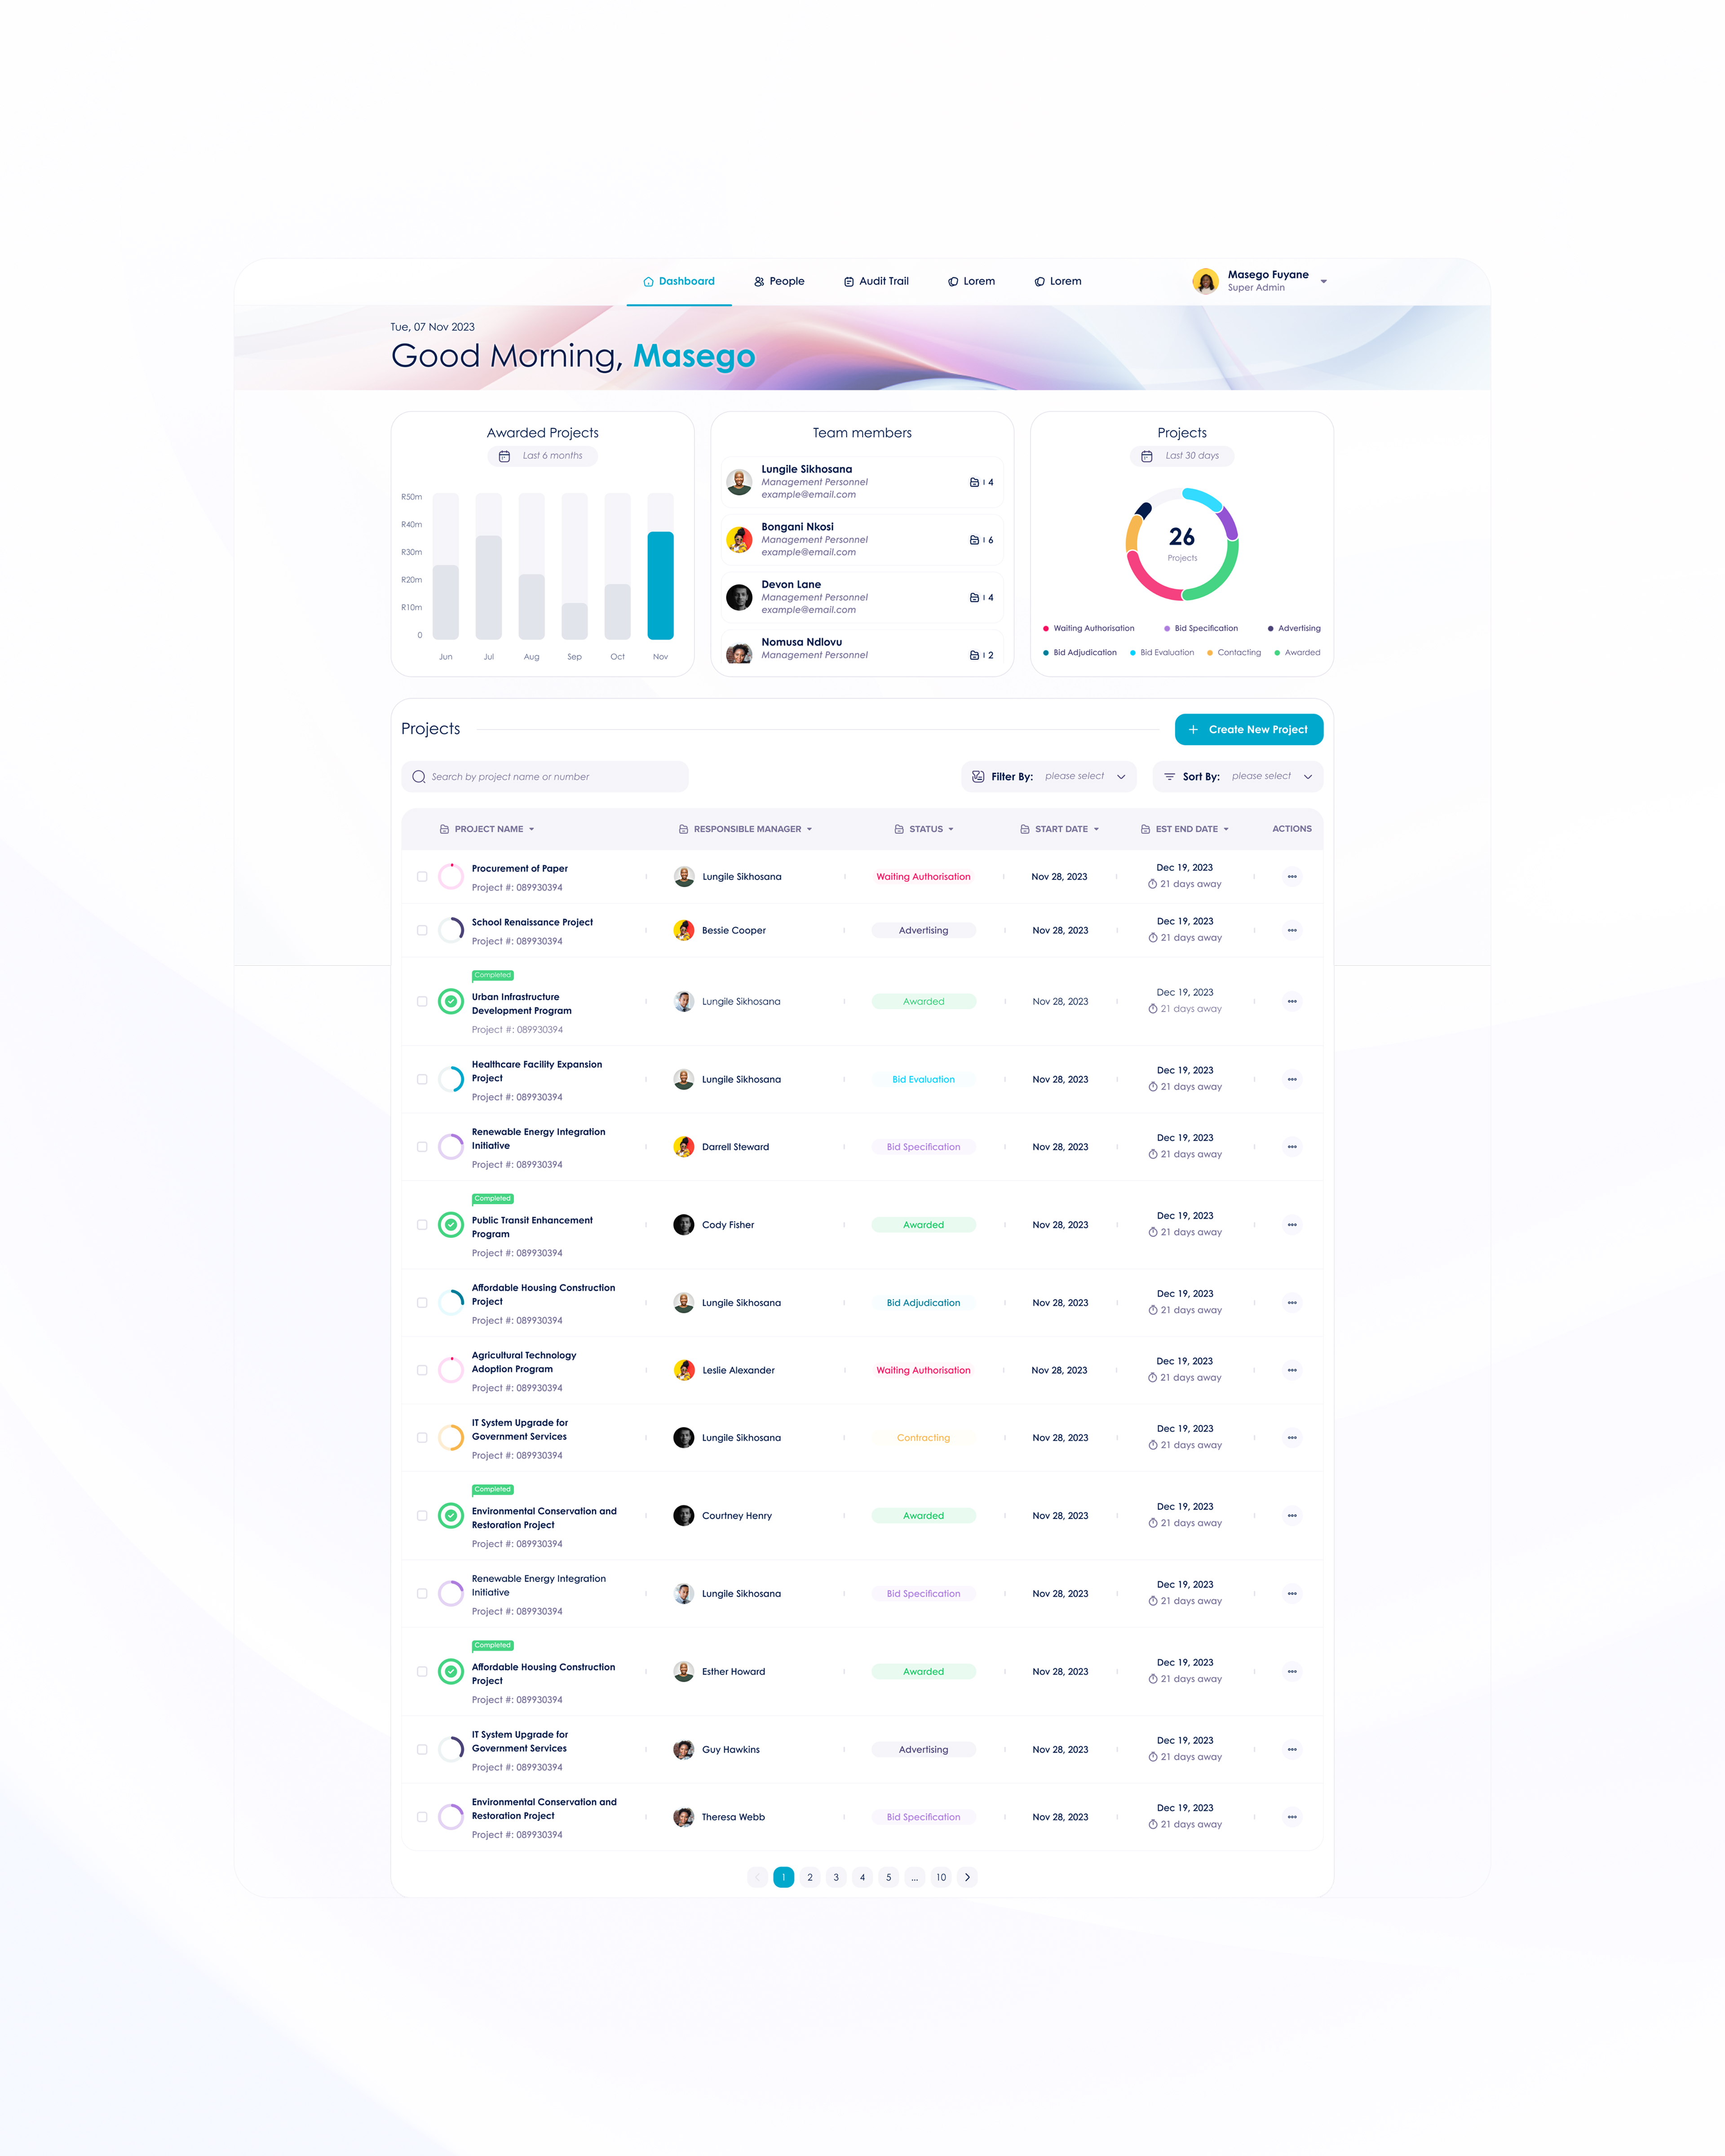 Dashboard
People
Audit Trail
Lorem
Lorem
Masego Fuyane
Super Admin
Tue, 07 Nov 2023
Good Morning, Masego
Awarded Projects
Last 6 months
R50m
R40m
R30m
R20m
R10m
0
Jun Jul Aug Sep Oct Nov
Team members
Lungile Sikhosana
Management Personnel
example@email.com
4
Bongani Nkosi
Management Personnel
example@email.com
6
Devon Lane
Management Personnel
example@email.com
4
Nomusa Ndlovu
Management Personnel
2
Projects
Last 30 days
26
Projects
Waiting Authorisation Bid Specification Advertising
Bid Adjudication Bid Evaluation Contacting Awarded
Projects
+ Create New Project
Search by project name or number
Filter By: please select
Sort By: please select
PROJECT NAME RESPONSIBLE MANAGER STATUS START DATE EST END DATE ACTIONS
Procurement of Paper
Project #: 089930394
Lungile Sikhosana
Waiting Authorisation
Nov 28, 2023
Dec 19, 2023
21 days away
School Renaissance Project
Project #: 089930394
Bessie Cooper
Advertising
Nov 28, 2023
Dec 19, 2023
21 days away
Completed
Urban Infrastructure
Development Program
Project #: 089930394
Lungile Sikhosana
Awarded
Nov 28, 2023
Dec 19, 2023
21 days away
Healthcare Facility Expansion
Project
Project #: 089930394
Lungile Sikhosana
Bid Evaluation
Nov 28, 2023
Dec 19, 2023
21 days away
Renewable Energy Integration
Initiative
Project #: 089930394
Darrell Steward
Bid Specification
Nov 28, 2023
Dec 19, 2023
21 days away
Completed
Public Transit Enhancement
Program
Project #: 089930394
Cody Fisher
Awarded
Nov 28, 2023
Dec 19, 2023
21 days away
Affordable Housing Construction
Project
Project #: 089930394
Lungile Sikhosana
Bid Adjudication
Nov 28, 2023
Dec 19, 2023
21 days away
Agricultural Technology
Adoption Program
Project #: 089930394
Leslie Alexander
Waiting Authorisation
Nov 28, 2023
Dec 19, 2023
21 days away
IT System Upgrade for
Government Services
Project #: 089930394
Lungile Sikhosana
Contracting
Nov 28, 2023
Dec 19, 2023
21 days away
Completed
Environmental Conservation and
Restoration Project
Project #: 089930394
Courtney Henry
Awarded
Nov 28, 2023
Dec 19, 2023
21 days away
Renewable Energy Integration
Initiative
Project #: 089930394
Lungile Sikhosana
Bid Specification
Nov 28, 2023
Dec 19, 2023
21 days away
Completed
Affordable Housing Construction
Project
Project #: 089930394
Esther Howard
Awarded
Nov 28, 2023
Dec 19, 2023
21 days away
IT System Upgrade for
Government Services
Project #: 089930394
Guy Hawkins
Advertising
Nov 28, 2023
Dec 19, 2023
21 days away
Environmental Conservation and
Restoration Project
Project #: 089930394
Theresa Webb
Bid Specification
Nov 28, 2023
Dec 19, 2023
21 days away
1 2 3 4 5 ... 10